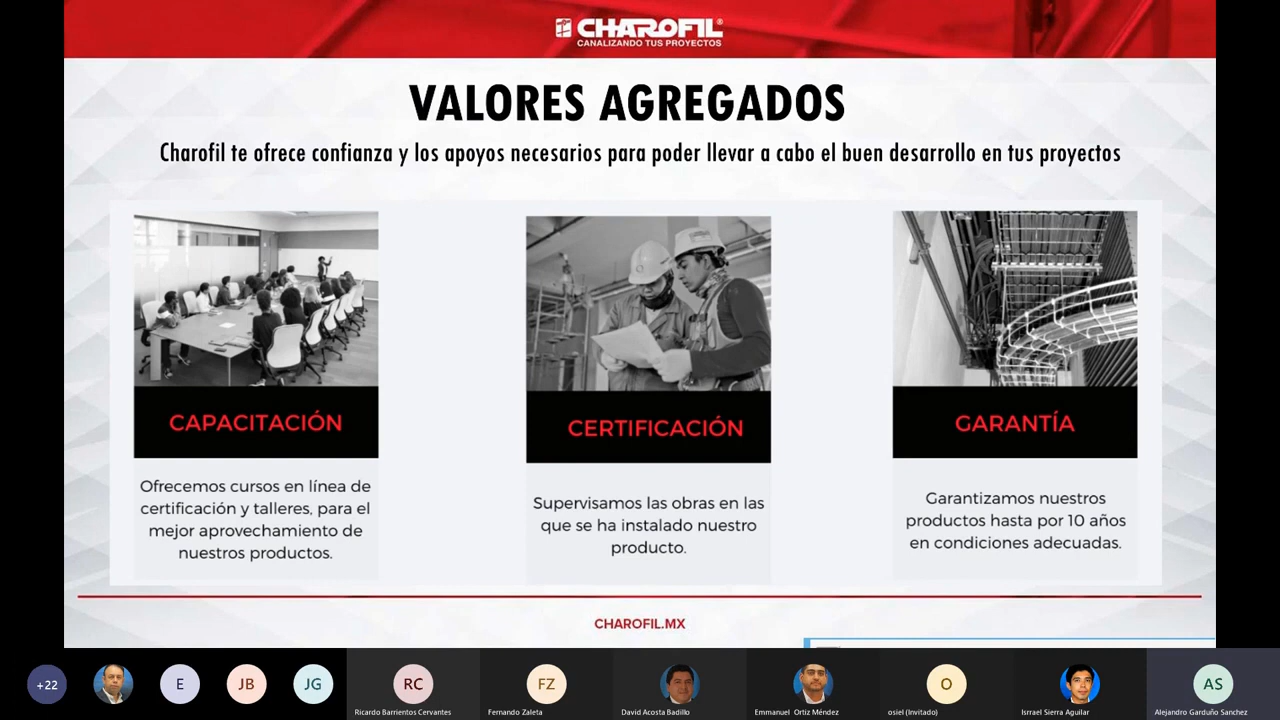 CHAROFIL®
CANALIZANDO TUS PROYECTOS
VALORES AGREGADOS
Charofil te ofrece confianza y los apoyos necesarios para poder llevar a cabo el buen desarrollo en tus proyectos
CAPACITACIÓN
Ofrecemos cursos en línea de
certificación y talleres, para el
mejor aprovechamiento de
nuestros productos.
CERTIFICACIÓN
Supervisamos las obras en las
que se ha instalado nuestro
producto.
GARANTÍA
Garantizamos nuestros
productos hasta por 10 años
en condiciones adecuadas.
CHAROFIL.MX
+22
E
JB
JG
RC
Ricardo Barrientos Cervantes
FZ
Fernando Zaleta
David Acosta Badillo
Emmanuel Ortíz Méndez
O
osiel (Invitado)
Isrrael Sierra Aguilar
AS
Alejandro Garduño Sanchez